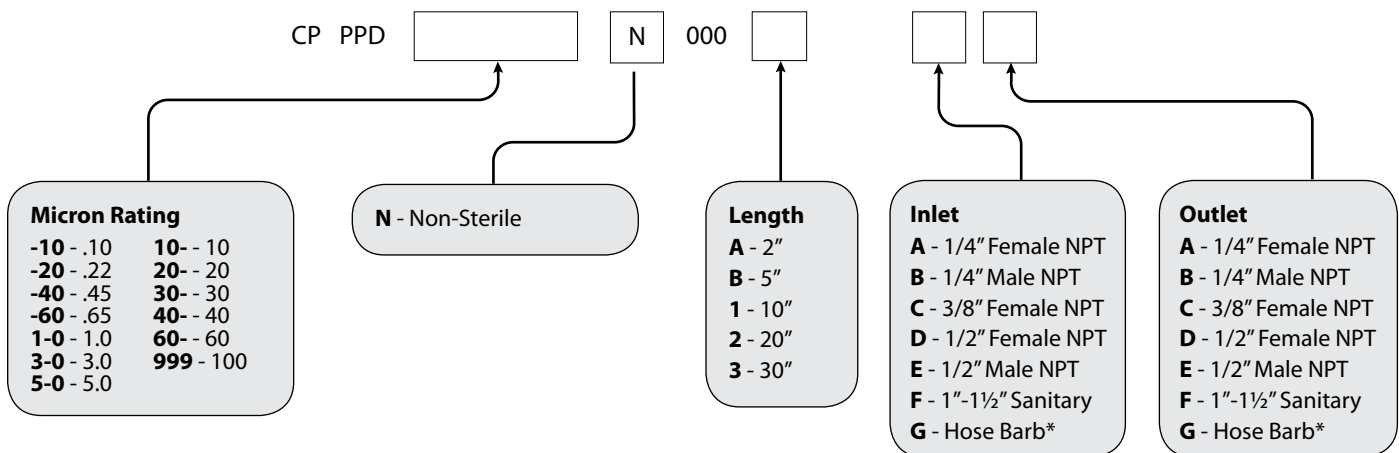 CP PPD N 000
Micron Rating
-10 - .10 10- - 10
-20 - .22 20- - 20
-40 - .45 30- - 30
-60 - .65 40- - 40
1-0 - 1.0 60- - 60
3-0 - 3.0 999 - 100
5-0 - 5.0
N - Non-Sterile
Length
A - 2″
B - 5″
1 - 10″
2 - 20″
3 - 30″
Inlet
A - 1/4″ Female NPT
B - 1/4″ Male NPT
C - 3/8″ Female NPT
D - 1/2″ Female NPT
E - 1/2″ Male NPT
F - 1″-1½″ Sanitary
G - Hose Barb*
Outlet
A - 1/4″ Female NPT
B - 1/4″ Male NPT
C - 3/8″ Female NPT
D - 1/2″ Female NPT
E - 1/2″ Male NPT
F - 1″-1½″ Sanitary
G - Hose Barb*